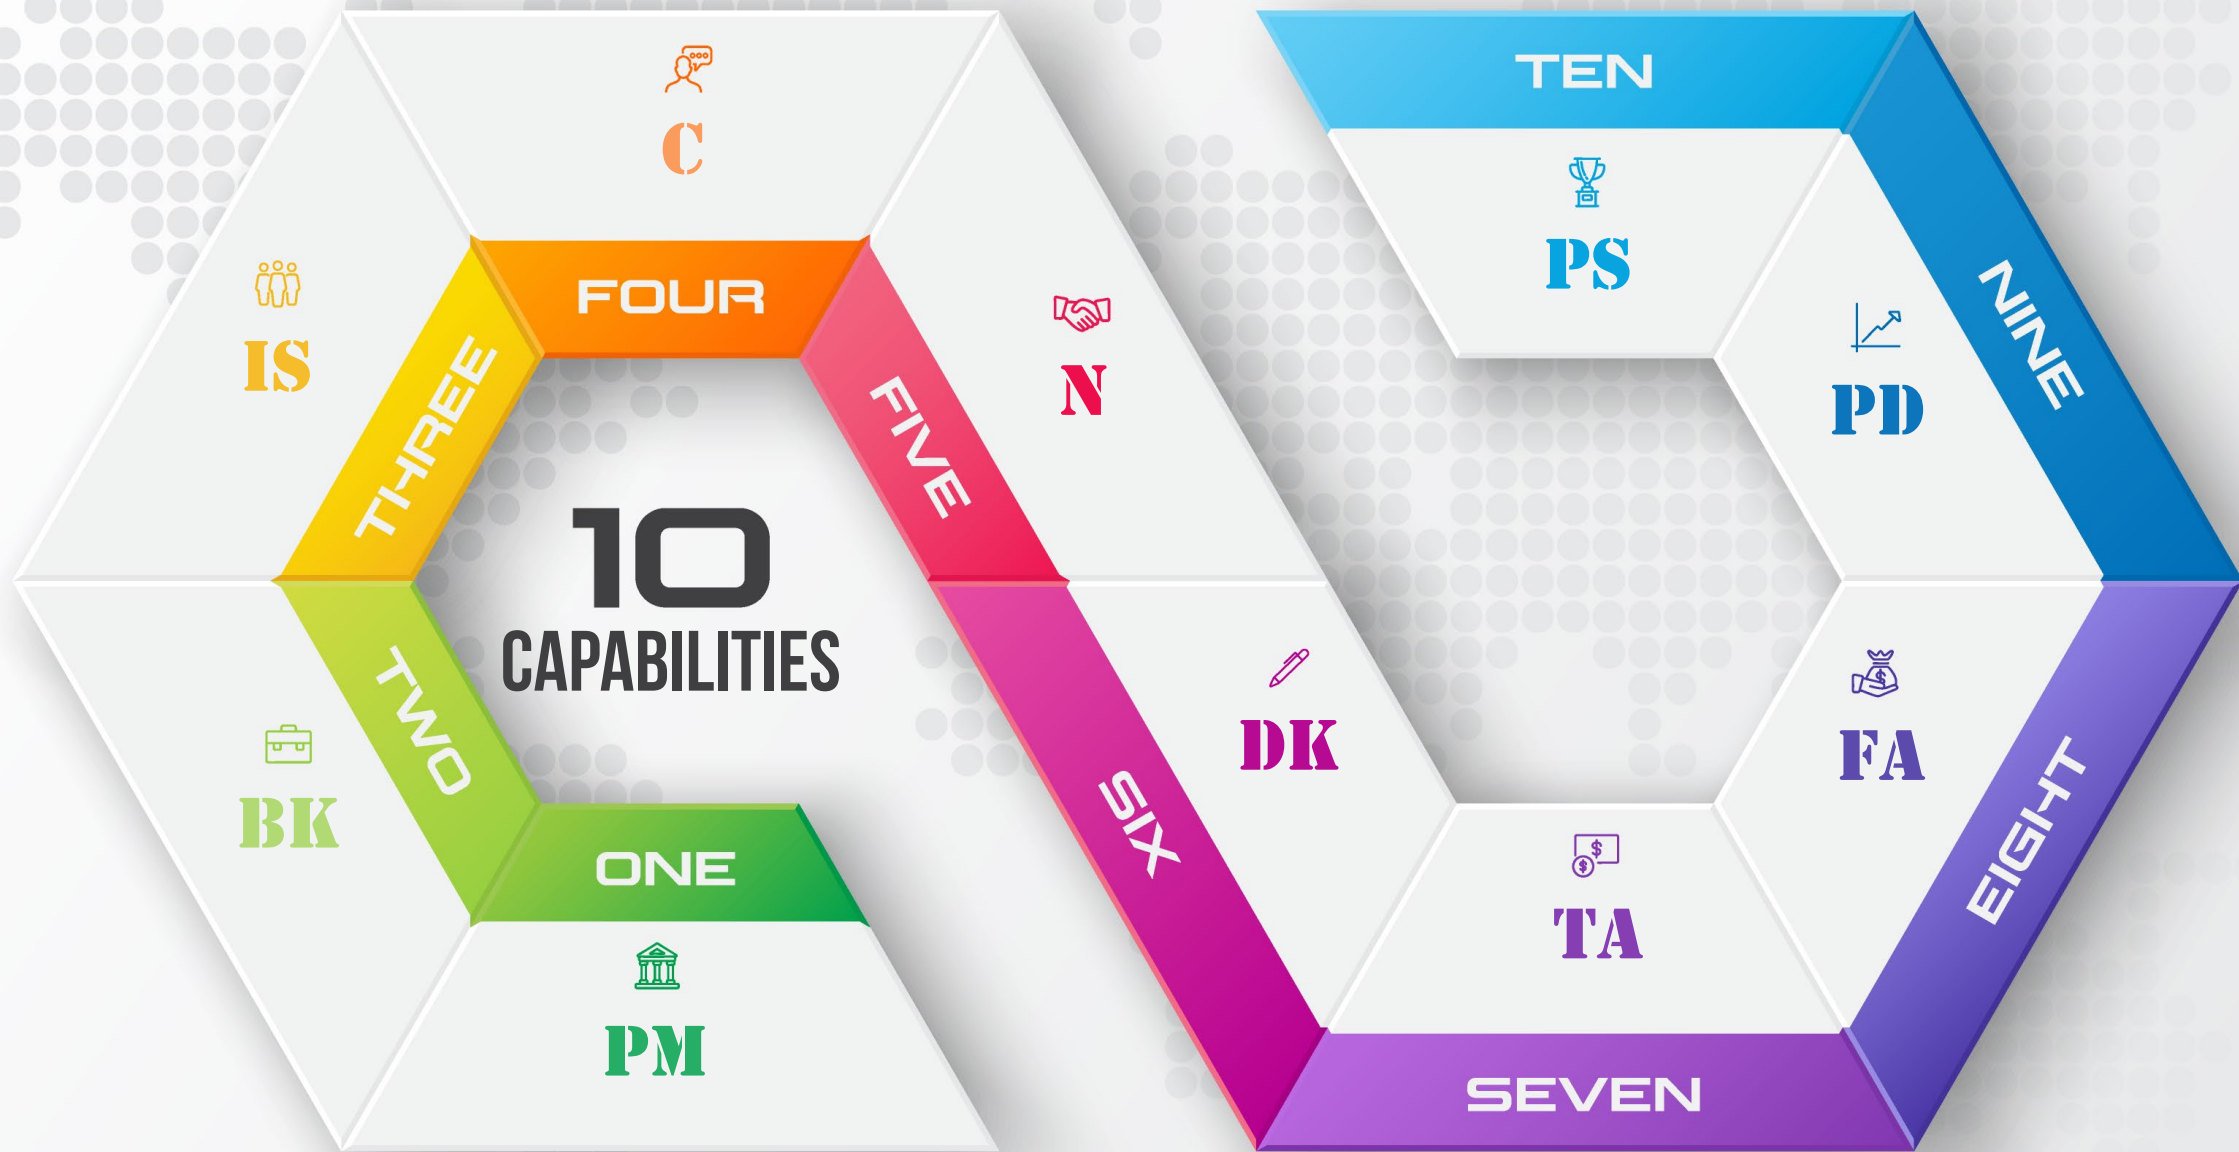 10
CAPABILITIES
ONE
PM
TWO
BK
THREE
IS
FOUR
C
FIVE
N
SIX
DK
SEVEN
TA
EIGHT
FA
NINE
PD
TEN
PS
$
$
$